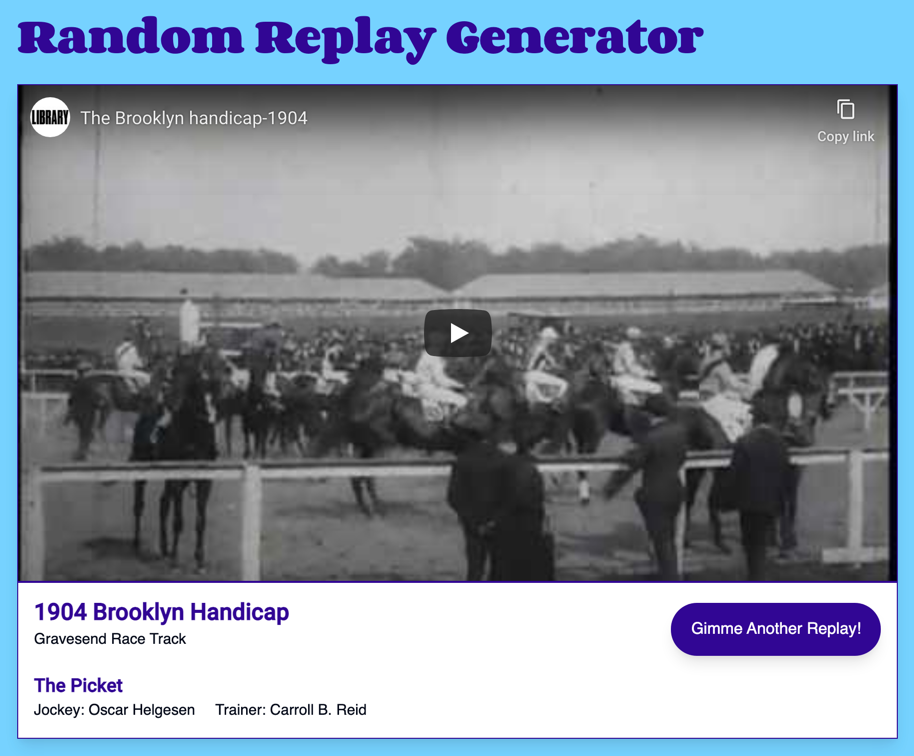 Random Replay Generator
LIBRARY
The Brooklyn handicap-1904
Copy link
1904 Brooklyn Handicap
Gravesend Race Track
Gimme Another Replay!
The Picket
Jockey: Oscar Helgesen Trainer: Carroll B. Reid